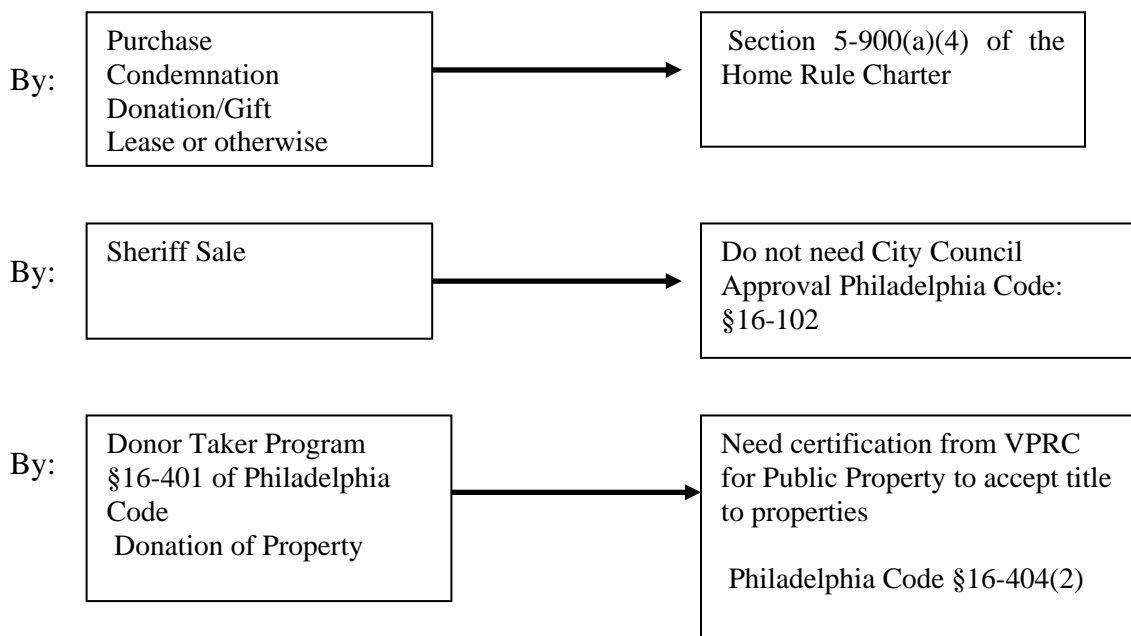 By:
Purchase
Condemnation
Donation/Gift
Lease or otherwise
Section 5-900(a)(4) of the
Home Rule Charter
By:
Sheriff Sale
Do not need City Council
Approval Philadelphia Code:
§16-102
By:
Donor Taker Program
§16-401 of Philadelphia
Code
Donation of Property
Need certification from VPRC
for Public Property to accept title
to properties
Philadelphia Code §16-404(2)